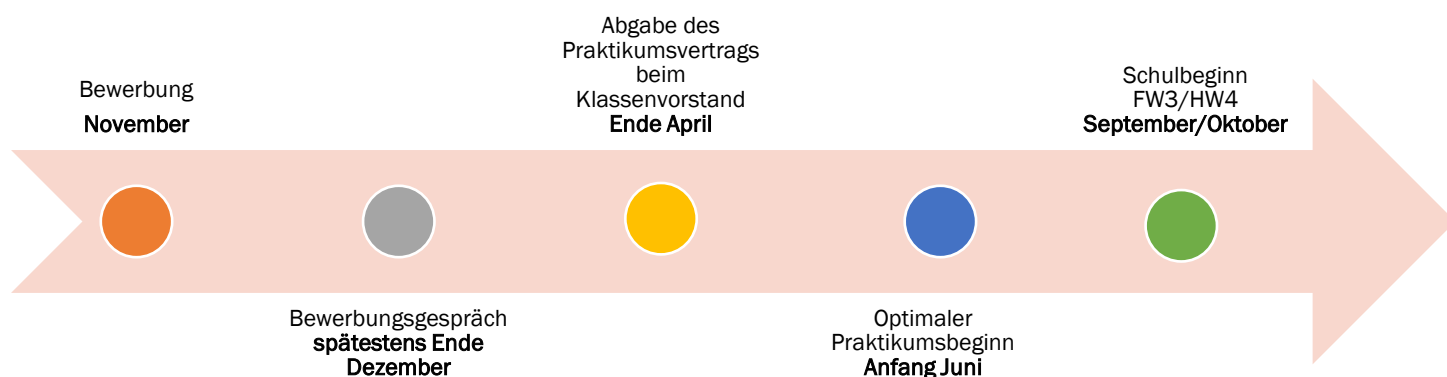 Bewerbung
November
Bewerbungsgespräch
spätestens Ende
Dezember
Abgabe des
Praktikumsvertrags
beim
Klassenvorstand
Ende April
Optimaler
Praktikumsbeginn
Anfang Juni
Schulbeginn
FW3/HW4
September/Oktober